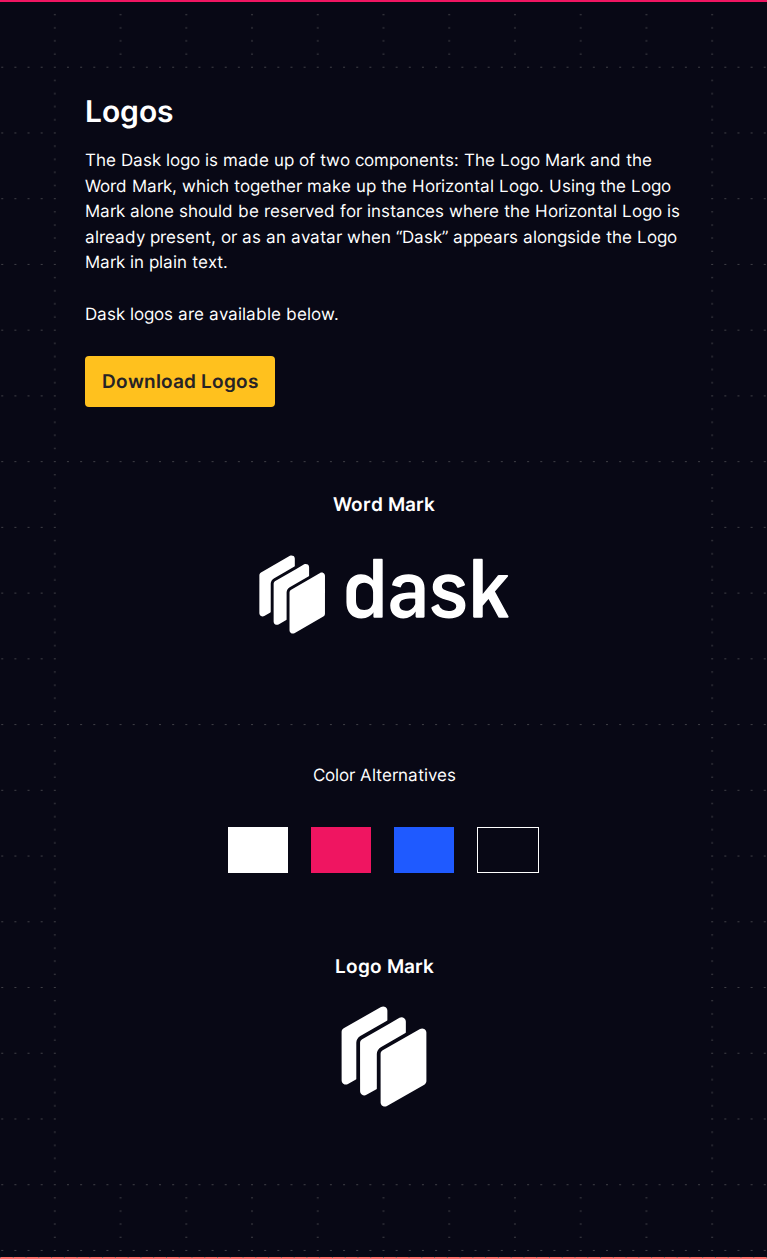 Logos
The Dask logo is made up of two components: The Logo Mark and the
Word Mark, which together make up the Horizontal Logo. Using the Logo
Mark alone should be reserved for instances where the Horizontal Logo is
already present, or as an avatar when “Dask” appears alongside the Logo
Mark in plain text.
Dask logos are available below.
Download Logos
Word Mark
dask
Color Alternatives
Logo Mark